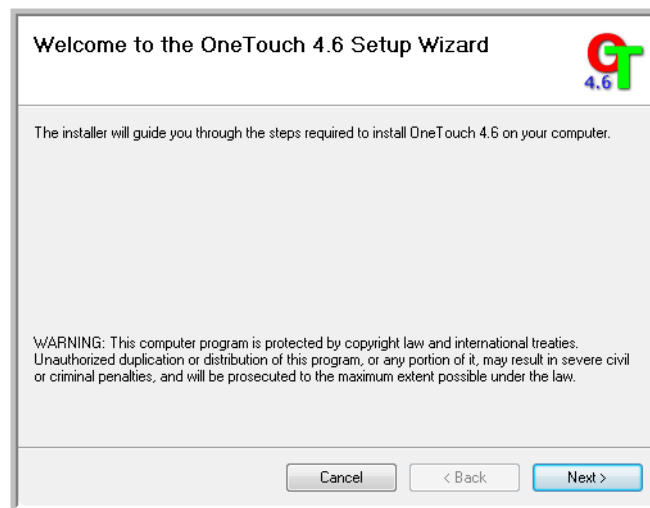 Welcome to the OneTouch 4.6 Setup Wizard
OT
4.6
The installer will guide you through the steps required to install OneTouch 4.6 on your computer.
WARNING: This computer program is protected by copyright law and international treaties.
Unauthorized duplication or distribution of this program, or any portion of it, may result in severe civil
or criminal penalties, and will be prosecuted to the maximum extent possible under the law.
Cancel < Back Next >